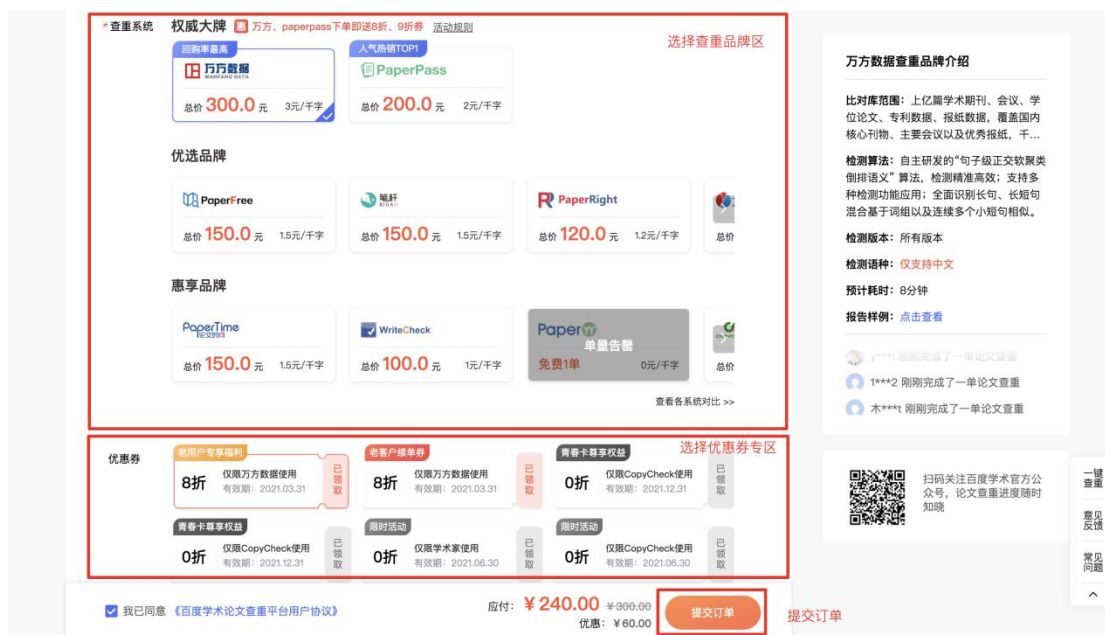 *查重系统 权威大牌 惠 万方、paperpass下单即送8折、9折券 活动规则
选择查重品牌区
回购率最高
万方数据
WANFANG DATA
总价 300.0 元 3元/千字
人气热销TOP1
PaperPass
总价 200.0 元 2元/千字
优选品牌
PaperFree
总价 150.0 元 1.5元/千字
笔杆
BIGAN
总价 150.0 元 1.5元/千字
PaperRight
总价 120.0 元 1.2元/千字
总价
惠享品牌
PaperTime
论文时间
总价 150.0 元 1.5元/千字
WriteCheck
总价 100.0 元 1元/千字
PaperYY
单量告罄
免费1单 0元/千字
总价
查看各系统对比 >>
优惠券
选择优惠券专区
老用户专享福利
8折 仅限万方数据使用
有效期：2021.03.31
已领取
老客户续单券
8折 仅限万方数据使用
有效期：2021.03.31
已领取
青春卡尊享权益
0折 仅限CopyCheck使用
有效期：2021.12.31
已领取
青春卡尊享权益
0折 仅限CopyCheck使用
有效期：2021.12.31
已领取
限时活动
0折 仅限学术家使用
有效期：2021.06.30
已领取
限时活动
0折 仅限CopyCheck使用
有效期：2021.06.30
已领取
我已同意 《百度学术论文查重平台用户协议》
应付：￥240.00 ￥300.00
优惠：￥60.00
提交订单
提交订单
万方数据查重品牌介绍
比对库范围：上亿篇学术期刊、会议、学
位论文、专利数据、报纸数据，覆盖国内
核心刊物、主要会议以及优秀报纸，千...
检测算法：自主研发的“句子级正交软聚类
倒排语义”算法，检测精准高效；支持多
种检测功能应用；全面识别长句、长短句
混合基于词组以及连续多个小短句相似。
检测版本：所有版本
检测语种：仅支持中文
预计耗时：8分钟
报告样例：点击查看
y***t 刚刚完成了一单论文查重
1***2 刚刚完成了一单论文查重
木***t 刚刚完成了一单论文查重
扫码关注百度学术官方公
众号，论文查重进度随时
知晓
一键
查重
意见
反馈
常见
问题